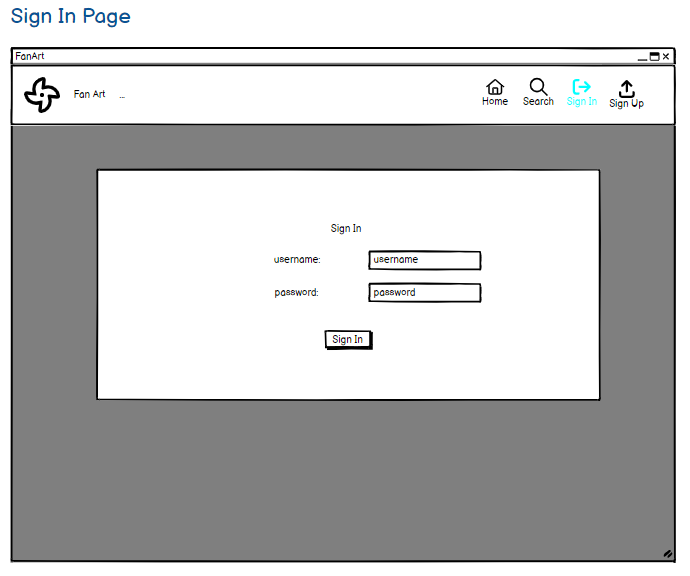 Sign In Page
FanArt
Fan Art ...
Home Search Sign In Sign Up
Sign In
username: username
password: password
Sign In